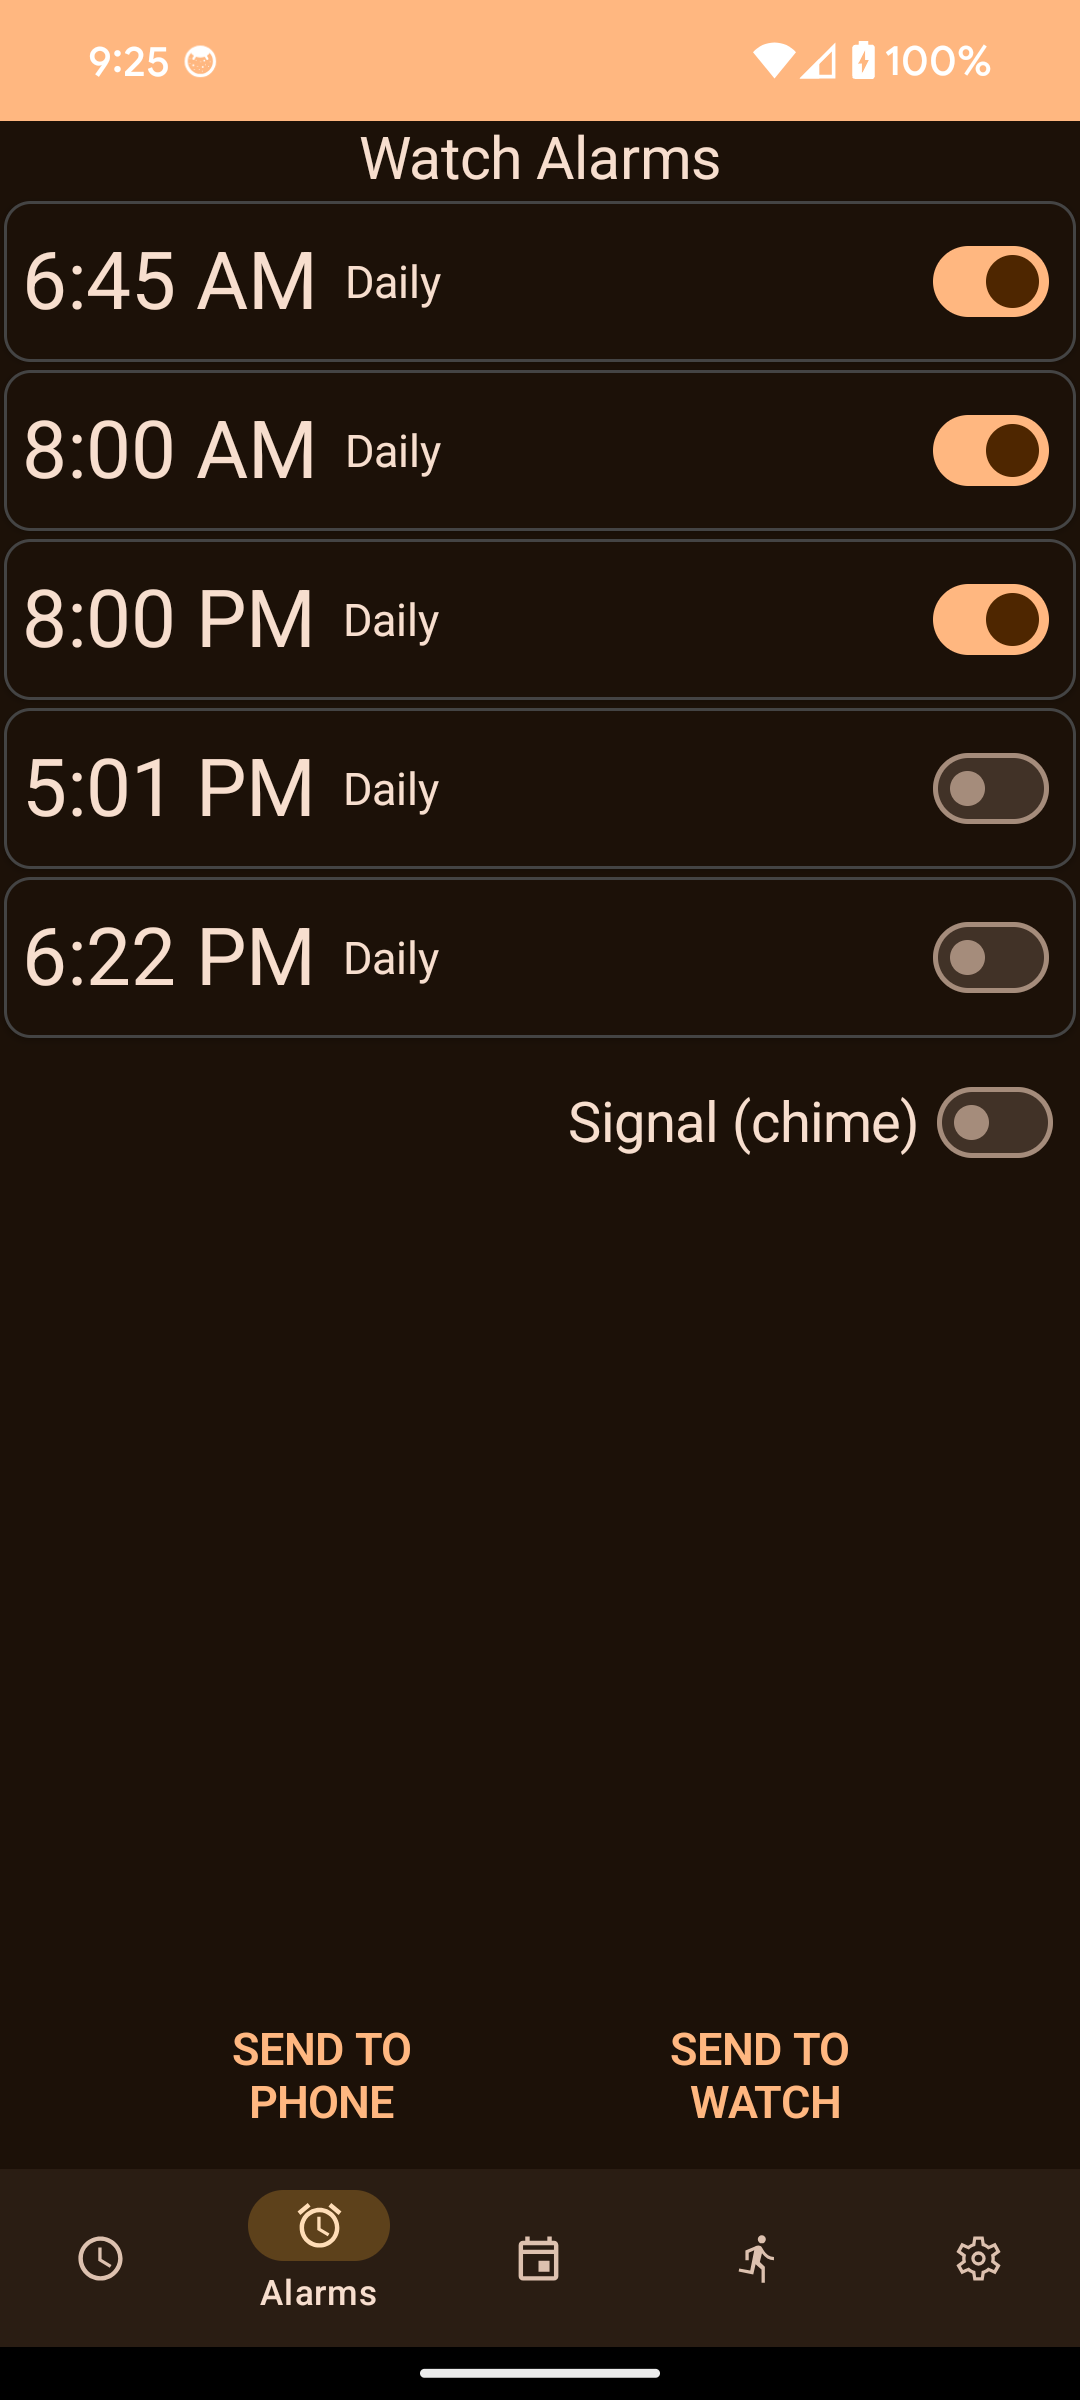 9:25 100%
Watch Alarms
6:45 AM Daily
8:00 AM Daily
8:00 PM Daily
5:01 PM Daily
6:22 PM Daily
Signal (chime)
SEND TO
PHONE
SEND TO
WATCH
Alarms